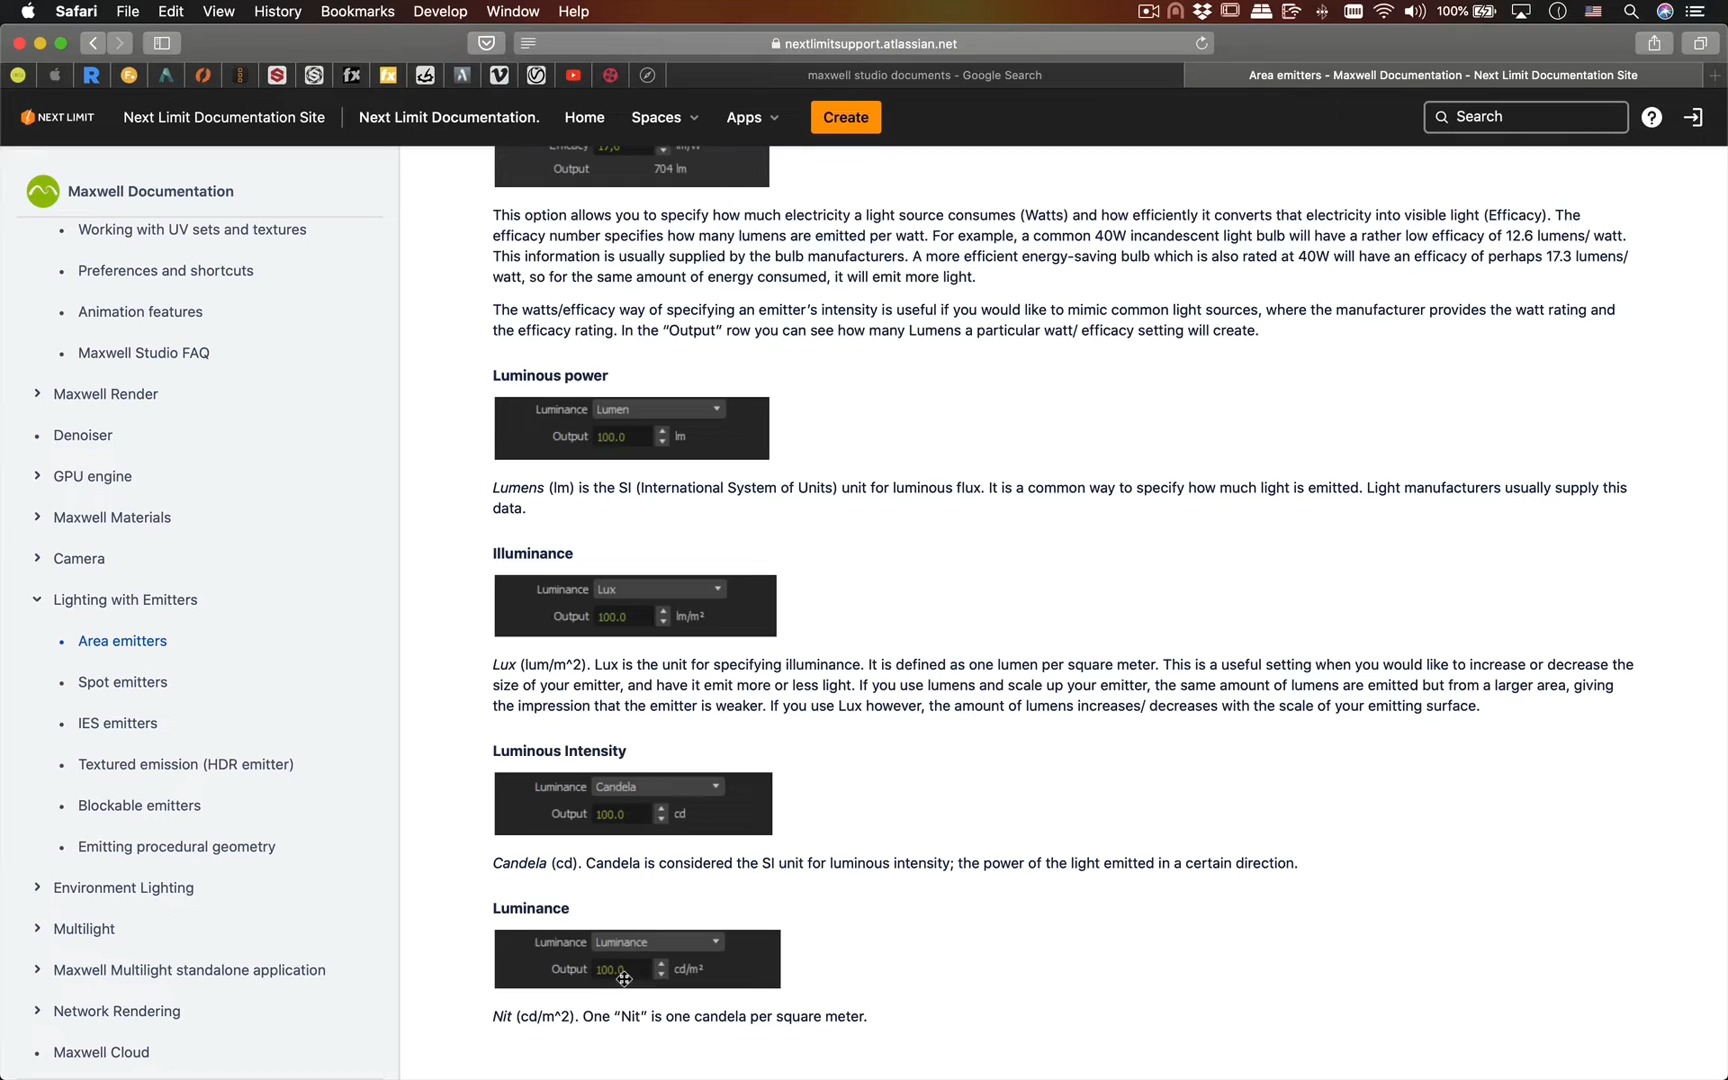 Safari File Edit View History Bookmarks Develop Window Help 100%
nextlimitsupport.atlassian.net
maxwell studio documents - Google Search
Area emitters - Maxwell Documentation - Next Limit Documentation Site
NEXT LIMIT Next Limit Documentation Site Next Limit Documentation. Home Spaces Apps Create Search
Maxwell Documentation
Working with UV sets and textures
Preferences and shortcuts
Animation features
Maxwell Studio FAQ
Maxwell Render
Denoiser
GPU engine
Maxwell Materials
Camera
Lighting with Emitters
Area emitters
Spot emitters
IES emitters
Textured emission (HDR emitter)
Blockable emitters
Emitting procedural geometry
Environment Lighting
Multilight
Maxwell Multilight standalone application
Network Rendering
Maxwell Cloud
Output 704 lm
This option allows you to specify how much electricity a light source consumes (Watts) and how efficiently it converts that electricity into visible light (Efficacy). The
efficacy number specifies how many lumens are emitted per watt. For example, a common 40W incandescent light bulb will have a rather low efficacy of 12.6 lumens/ watt.
This information is usually supplied by the bulb manufacturers. A more efficient energy-saving bulb which is also rated at 40W will have an efficacy of perhaps 17.3 lumens/
watt, so for the same amount of energy consumed, it will emit more light.
The watts/efficacy way of specifying an emitter’s intensity is useful if you would like to mimic common light sources, where the manufacturer provides the watt rating and
the efficacy rating. In the “Output” row you can see how many Lumens a particular watt/ efficacy setting will create.
Luminous power
Luminance Lumen
Output 100.0 lm
Lumens (lm) is the SI (International System of Units) unit for luminous flux. It is a common way to specify how much light is emitted. Light manufacturers usually supply this
data.
Illuminance
Luminance Lux
Output 100.0 lm/m²
Lux (lum/m^2). Lux is the unit for specifying illuminance. It is defined as one lumen per square meter. This is a useful setting when you would like to increase or decrease the
size of your emitter, and have it emit more or less light. If you use lumens and scale up your emitter, the same amount of lumens are emitted but from a larger area, giving
the impression that the emitter is weaker. If you use Lux however, the amount of lumens increases/ decreases with the scale of your emitting surface.
Luminous Intensity
Luminance Candela
Output 100.0 cd
Candela (cd). Candela is considered the SI unit for luminous intensity; the power of the light emitted in a certain direction.
Luminance
Luminance Luminance
Output 100.0 cd/m²
Nit (cd/m^2). One “Nit” is one candela per square meter.